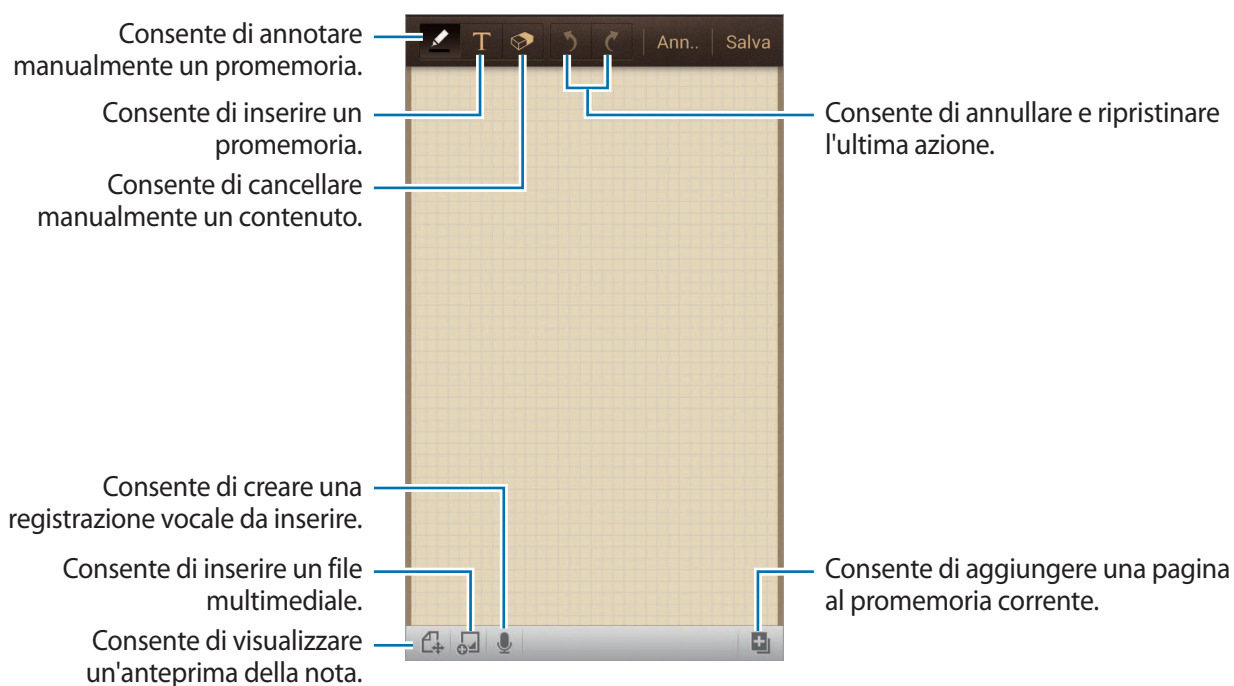 Consente di annotare
manualmente un promemoria.
T
Ann..
Salva
Consente di inserire un
promemoria.
Consente di annullare e ripristinare
l'ultima azione.
Consente di cancellare
manualmente un contenuto.
Consente di creare una
registrazione vocale da inserire.
Consente di inserire un file
multimediale.
Consente di aggiungere una pagina
al promemoria corrente.
Consente di visualizzare
un'anteprima della nota.